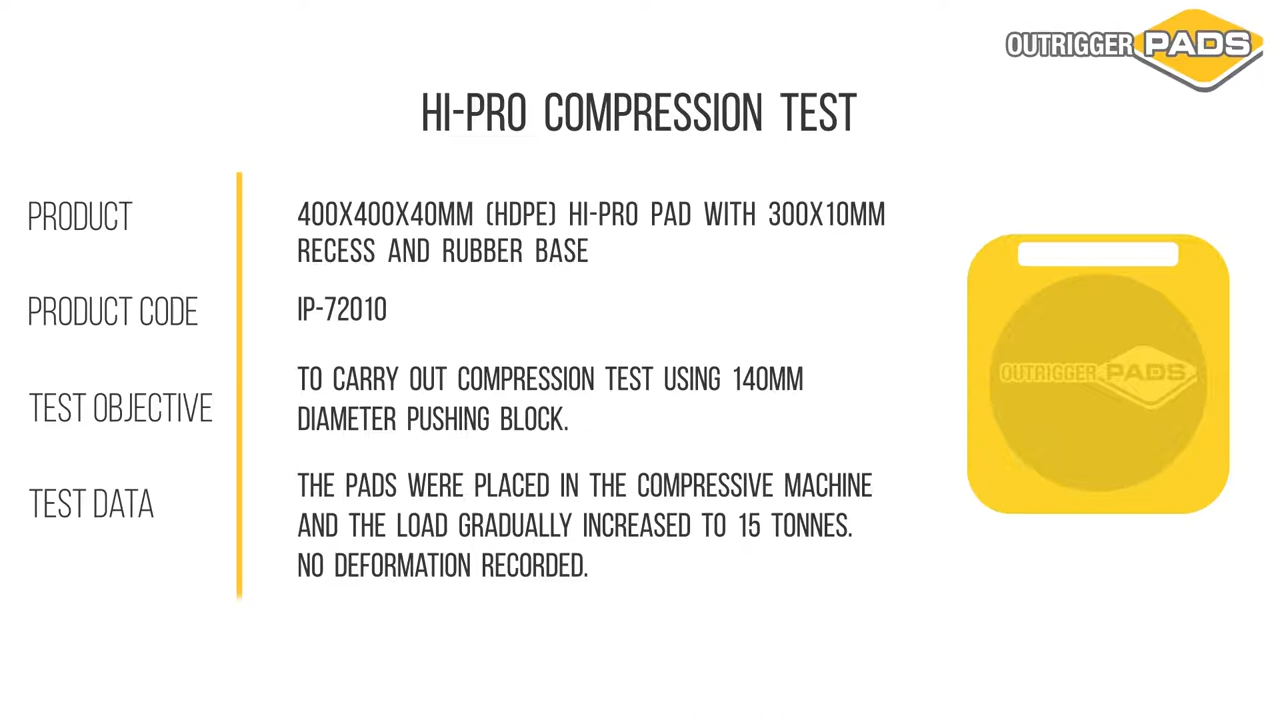 OUTRIGGER PADS
HI-PRO COMPRESSION TEST
PRODUCT
400X400X40MM (HDPE) HI-PRO PAD WITH 300X10MM
RECESS AND RUBBER BASE
PRODUCT CODE
IP-72010
TEST OBJECTIVE
TO CARRY OUT COMPRESSION TEST USING 140MM
DIAMETER PUSHING BLOCK.
TEST DATA
THE PADS WERE PLACED IN THE COMPRESSIVE MACHINE
AND THE LOAD GRADUALLY INCREASED TO 15 TONNES.
NO DEFORMATION RECORDED.
OUTRIGGER PADS